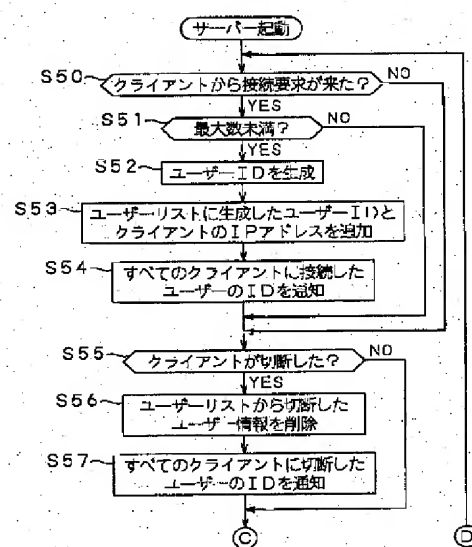 サーバー起動
S50
クライアントから接続要求が来た?
NO
YES
S51
最大数未満?
NO
YES
S52
ユーザーIDを生成
S53
ユーザーリストに生成したユーザーIDと
クライアントのIPアドレスを追加
S54
すべてのクライアントに接続した
ユーザーのIDを通知
S55
クライアントが切断した?
NO
YES
S56
ユーザーリストから切断した
ユーザー情報を削除
S57
すべてのクライアントに切断した
ユーザーのIDを通知
C
D